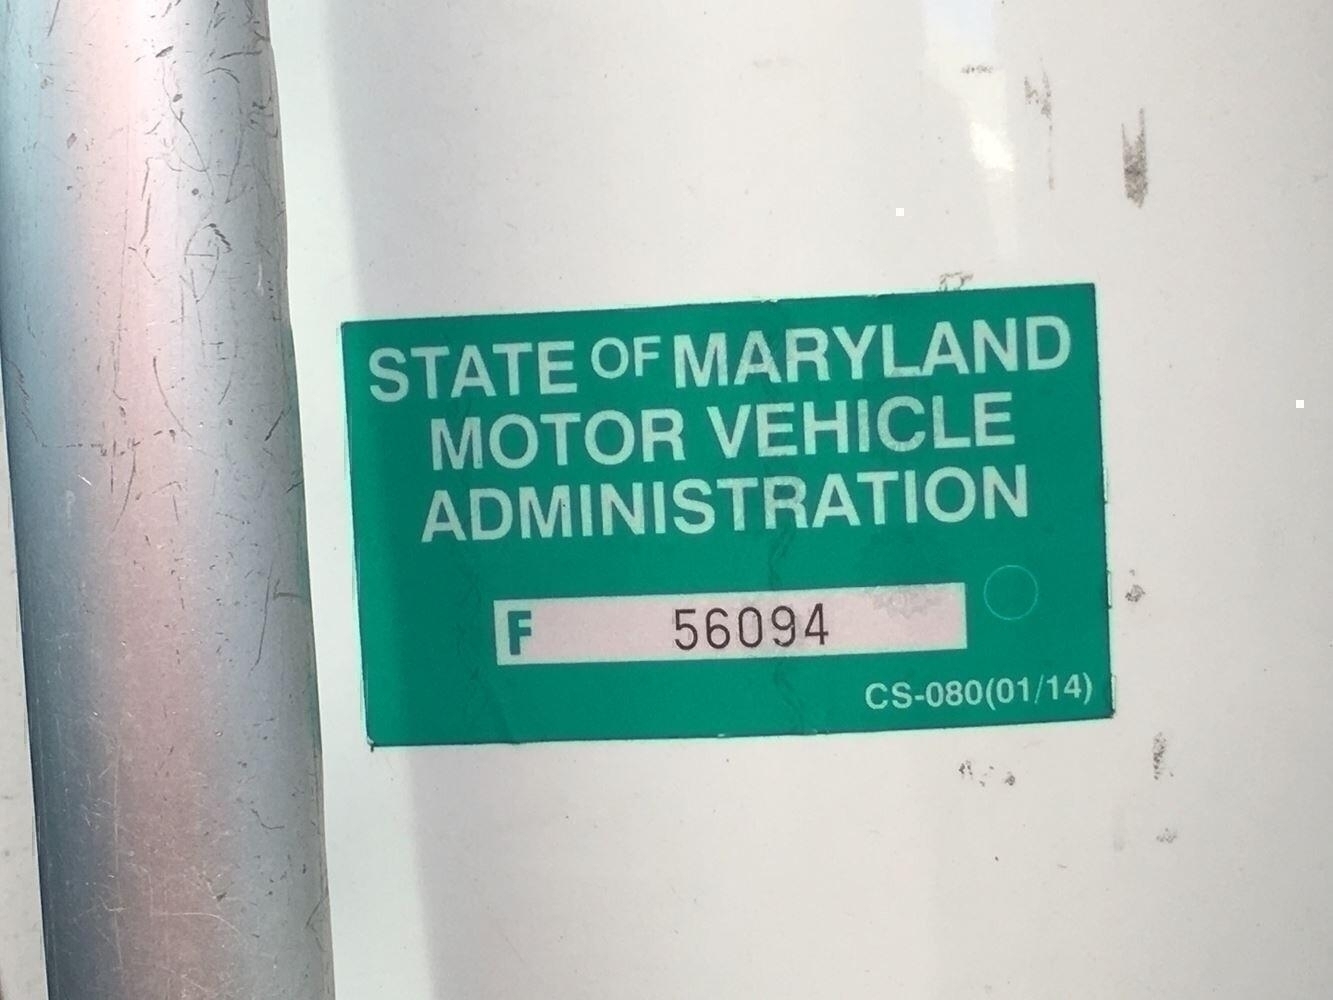 STATE OF MARYLAND
MOTOR VEHICLE
ADMINISTRATION
F 56094
CS-080(01/14)